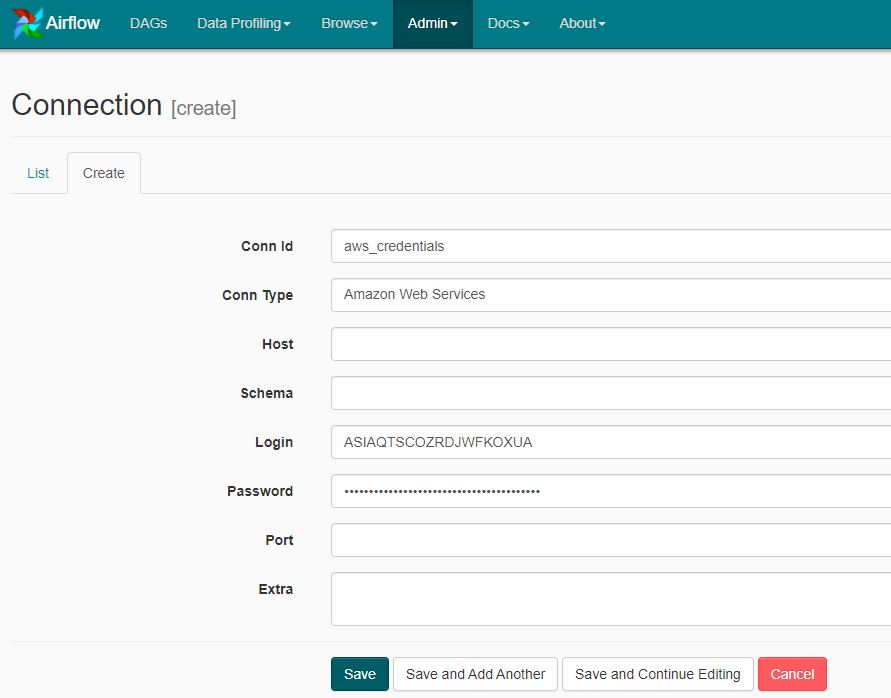 Airflow DAGs Data Profiling Browse Admin Docs About
Connection [create]
List Create
Conn Id aws_credentials
Conn Type Amazon Web Services
Host
Schema
Login ASIAQTSCOZRDJWFKOXUA
Password ••••••••••••••••••••••••••••••••••••••••
Port
Extra
Save Save and Add Another Save and Continue Editing Cancel